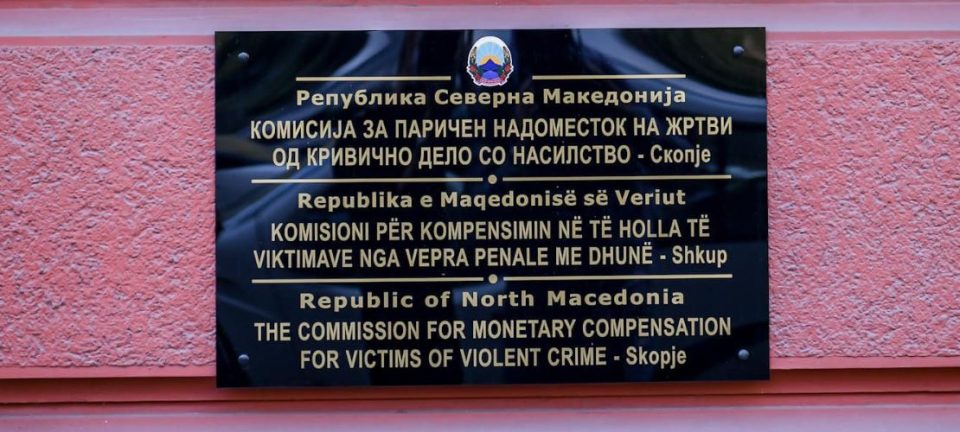 Република Северна Македонија
КОМИСИЈА ЗА ПАРИЧЕН НАДОМЕСТОК НА ЖРТВИ
ОД КРИВИЧНО ДЕЛО СО НАСИЛСТВО - Скопје
Republika e Maqedonisë së Veriut
KOMISIONI PËR KOMPENSIMIN NË TË HOLLA TË
VIKTIMAVE NGA VEPRA PENALE ME DHUNË - Shkup
Republic of North Macedonia
THE COMMISSION FOR MONETARY COMPENSATION
FOR VICTIMS OF VIOLENT CRIME - Skopje